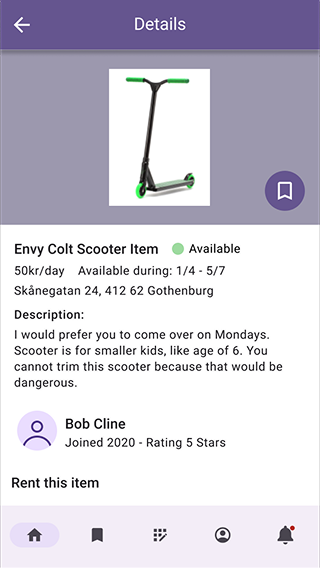 Details
Envy Colt Scooter Item
Available
50kr/day Available during: 1/4 - 5/7
Skånegatan 24, 412 62 Gothenburg
Description:
I would prefer you to come over on Mondays.
Scooter is for smaller kids, like age of 6. You
cannot trim this scooter because that would be
dangerous.
Bob Cline
Joined 2020 - Rating 5 Stars
Rent this item